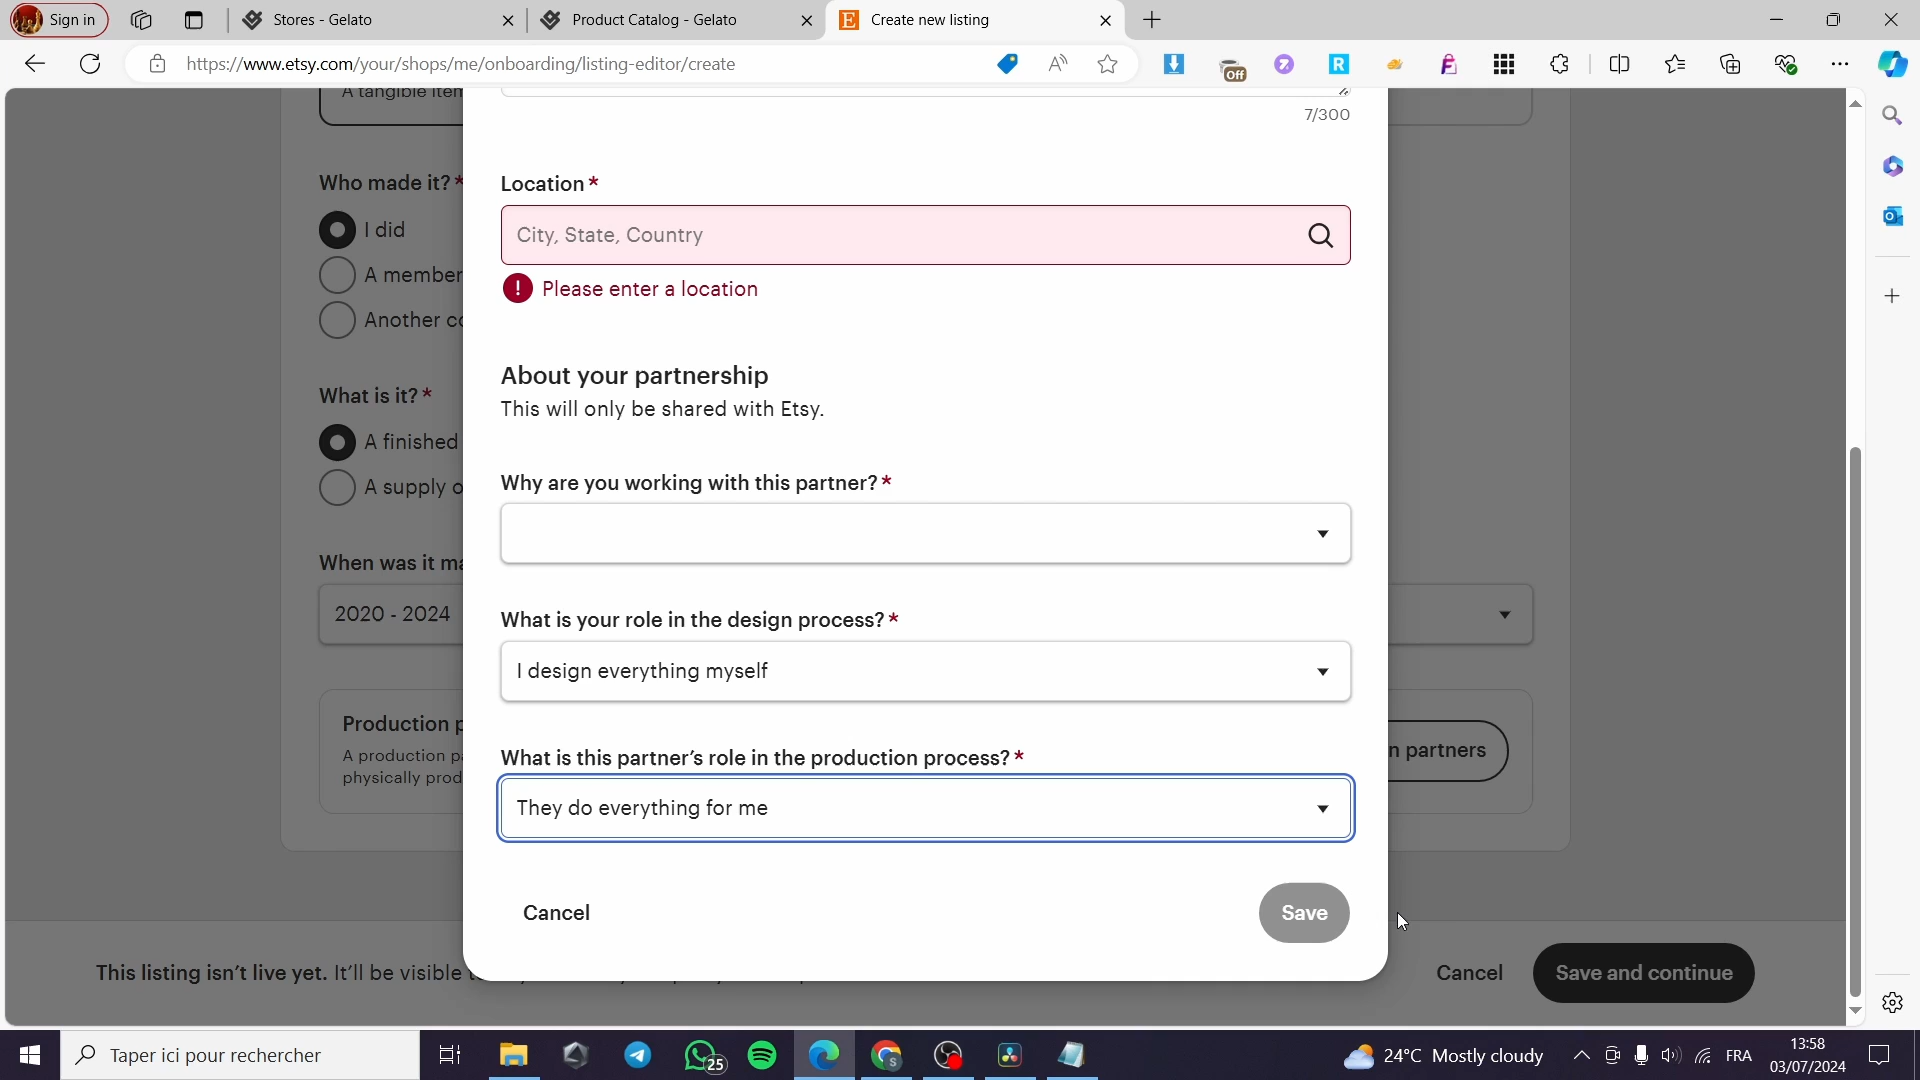 Sign in
Stores - Gelato
Product Catalog - Gelato
Create new listing
https://www.etsy.com/your/shops/me/onboarding/listing-editor/create
Off
A tangible item
7/300
Who made it?*
I did
A member
Another
Location*
City, State, Country
! Please enter a location
About your partnership
This will only be shared with Etsy.
What is it?*
A finished
A supply
Why are you working with this partner?*
When was it
2020 - 2024
What is your role in the design process?*
I design everything myself
Production
A production
physically
partners
What is this partner's role in the production process?*
They do everything for me
Cancel
Save
This listing isn't live yet. It'll be visible
Cancel
Save and continue
Taper ici pour rechercher
25
24°C Mostly cloudy
FRA
13:58
03/07/2024